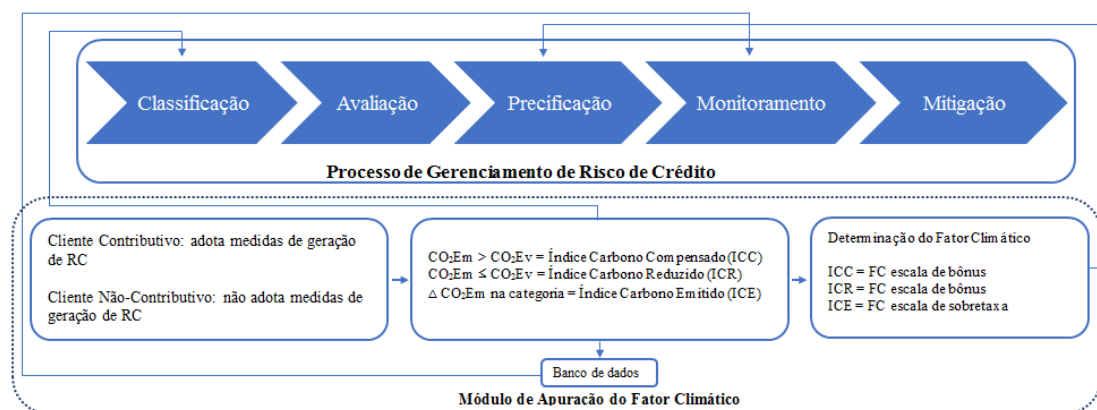 Classificação
Avaliação
Precificação
Monitoramento
Mitigação
Processo de Gerenciamento de Risco de Crédito
Cliente Contributivo: adota medidas de geração
de RC
Cliente Não-Contributivo: não adota medidas de
geração de RC
CO₂Em > CO₂Ev = Índice Carbono Compensado (ICC)
CO₂Em ≤ CO₂Ev = Índice Carbono Reduzido (ICR)
△ CO₂Em na categoria = Índice Carbono Emitido (ICE)
Determinação do Fator Climático
ICC = FC escala de bônus
ICR = FC escala de bônus
ICE = FC escala de sobretaxa
Banco de dados
Módulo de Apuração do Fator Climático